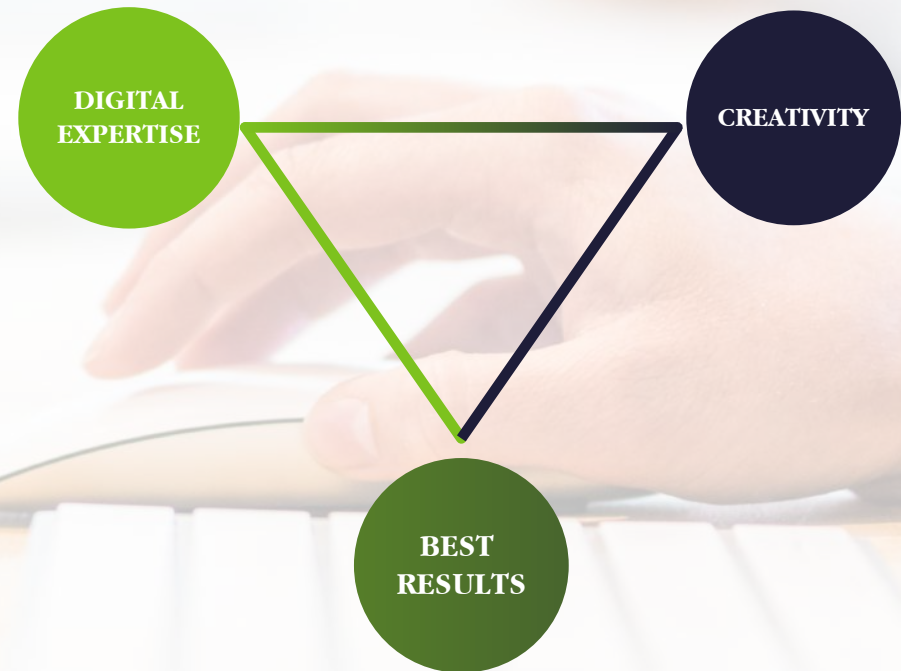 DIGITAL
EXPERTISE
CREATIVITY
BEST
RESULTS